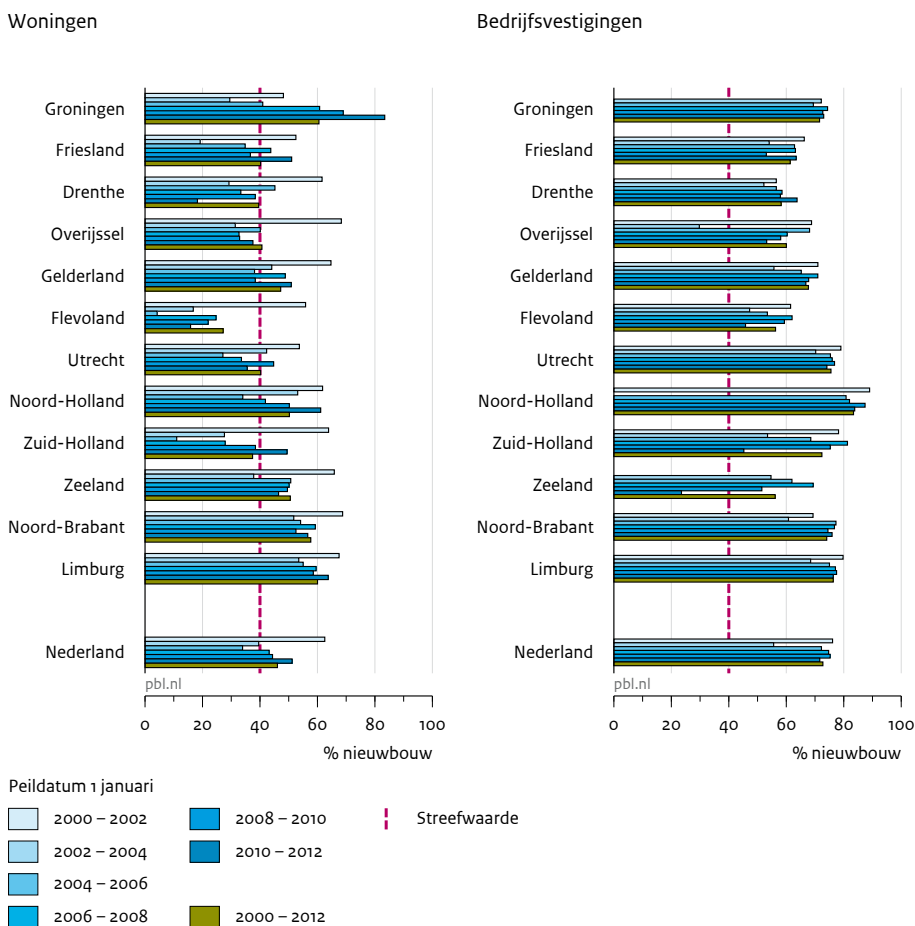 Woningen
Groningen
Friesland
Drenthe
Overijssel
Gelderland
Flevoland
Utrecht
Noord-Holland
Zuid-Holland
Zeeland
Noord-Brabant
Limburg
Nederland
pbl.nl
0 20 40 60 80 100
% nieuwbouw
Bedrijfsvestigingen
Groningen
Friesland
Drenthe
Overijssel
Gelderland
Flevoland
Utrecht
Noord-Holland
Zuid-Holland
Zeeland
Noord-Brabant
Limburg
Nederland
pbl.nl
0 20 40 60 80 100
% nieuwbouw
Peildatum 1 januari
2000 – 2002
2002 – 2004
2004 – 2006
2006 – 2008
2008 – 2010
2010 – 2012
2000 – 2012
Streefwaarde